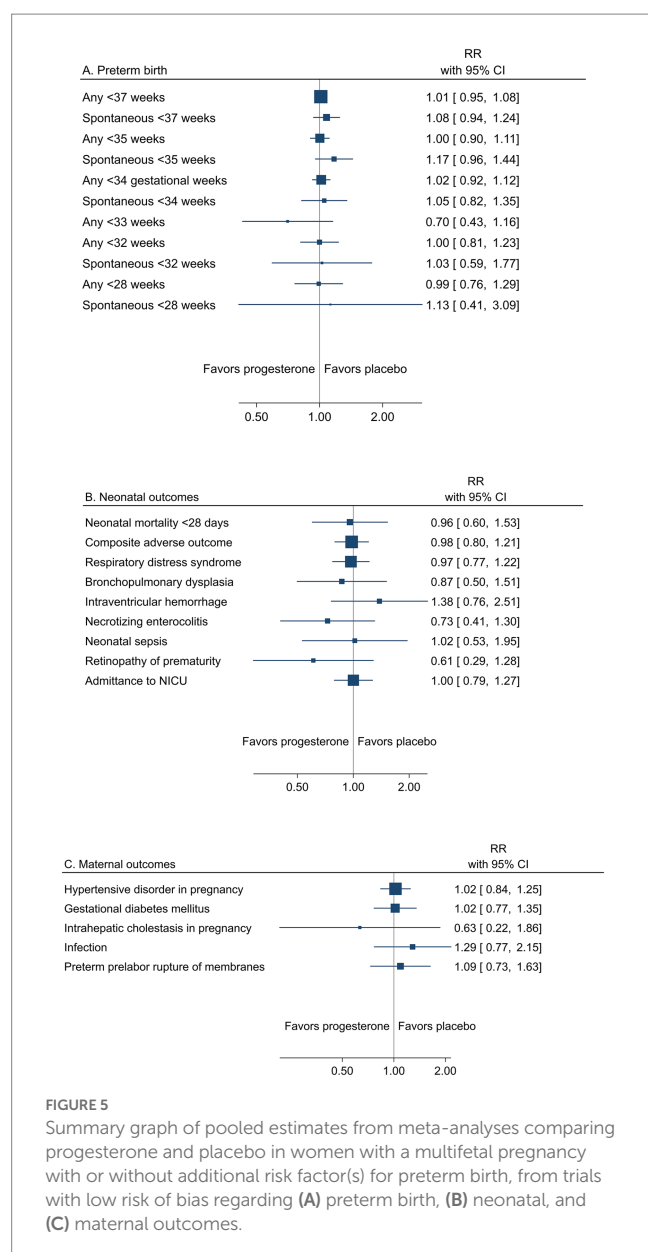 RR
A. Preterm birth with 95% CI
Any <37 weeks 1.01 [ 0.95, 1.08]
Spontaneous <37 weeks 1.08 [ 0.94, 1.24]
Any <35 weeks 1.00 [ 0.90, 1.11]
Spontaneous <35 weeks 1.17 [ 0.96, 1.44]
Any <34 gestational weeks 1.02 [ 0.92, 1.12]
Spontaneous <34 weeks 1.05 [ 0.82, 1.35]
Any <33 weeks 0.70 [ 0.43, 1.16]
Any <32 weeks 1.00 [ 0.81, 1.23]
Spontaneous <32 weeks 1.03 [ 0.59, 1.77]
Any <28 weeks 0.99 [ 0.76, 1.29]
Spontaneous <28 weeks 1.13 [ 0.41, 3.09]
Favors progesterone Favors placebo
0.50 1.00 2.00
RR
B. Neonatal outcomes with 95% CI
Neonatal mortality <28 days 0.96 [ 0.60, 1.53]
Composite adverse outcome 0.98 [ 0.80, 1.21]
Respiratory distress syndrome 0.97 [ 0.77, 1.22]
Bronchopulmonary dysplasia 0.87 [ 0.50, 1.51]
Intraventricular hemorrhage 1.38 [ 0.76, 2.51]
Necrotizing enterocolitis 0.73 [ 0.41, 1.30]
Neonatal sepsis 1.02 [ 0.53, 1.95]
Retinopathy of prematurity 0.61 [ 0.29, 1.28]
Admittance to NICU 1.00 [ 0.79, 1.27]
Favors progesterone Favors placebo
0.50 1.00 2.00
RR
C. Maternal outcomes with 95% CI
Hypertensive disorder in pregnancy 1.02 [ 0.84, 1.25]
Gestational diabetes mellitus 1.02 [ 0.77, 1.35]
Intrahepatic cholestasis in pregnancy 0.63 [ 0.22, 1.86]
Infection 1.29 [ 0.77, 2.15]
Preterm prelabor rupture of membranes 1.09 [ 0.73, 1.63]
Favors progesterone Favors placebo
0.50 1.00 2.00
FIGURE 5
Summary graph of pooled estimates from meta-analyses comparing
progesterone and placebo in women with a multifetal pregnancy
with or without additional risk factor(s) for preterm birth, from trials
with low risk of bias regarding (A) preterm birth, (B) neonatal, and
(C) maternal outcomes.